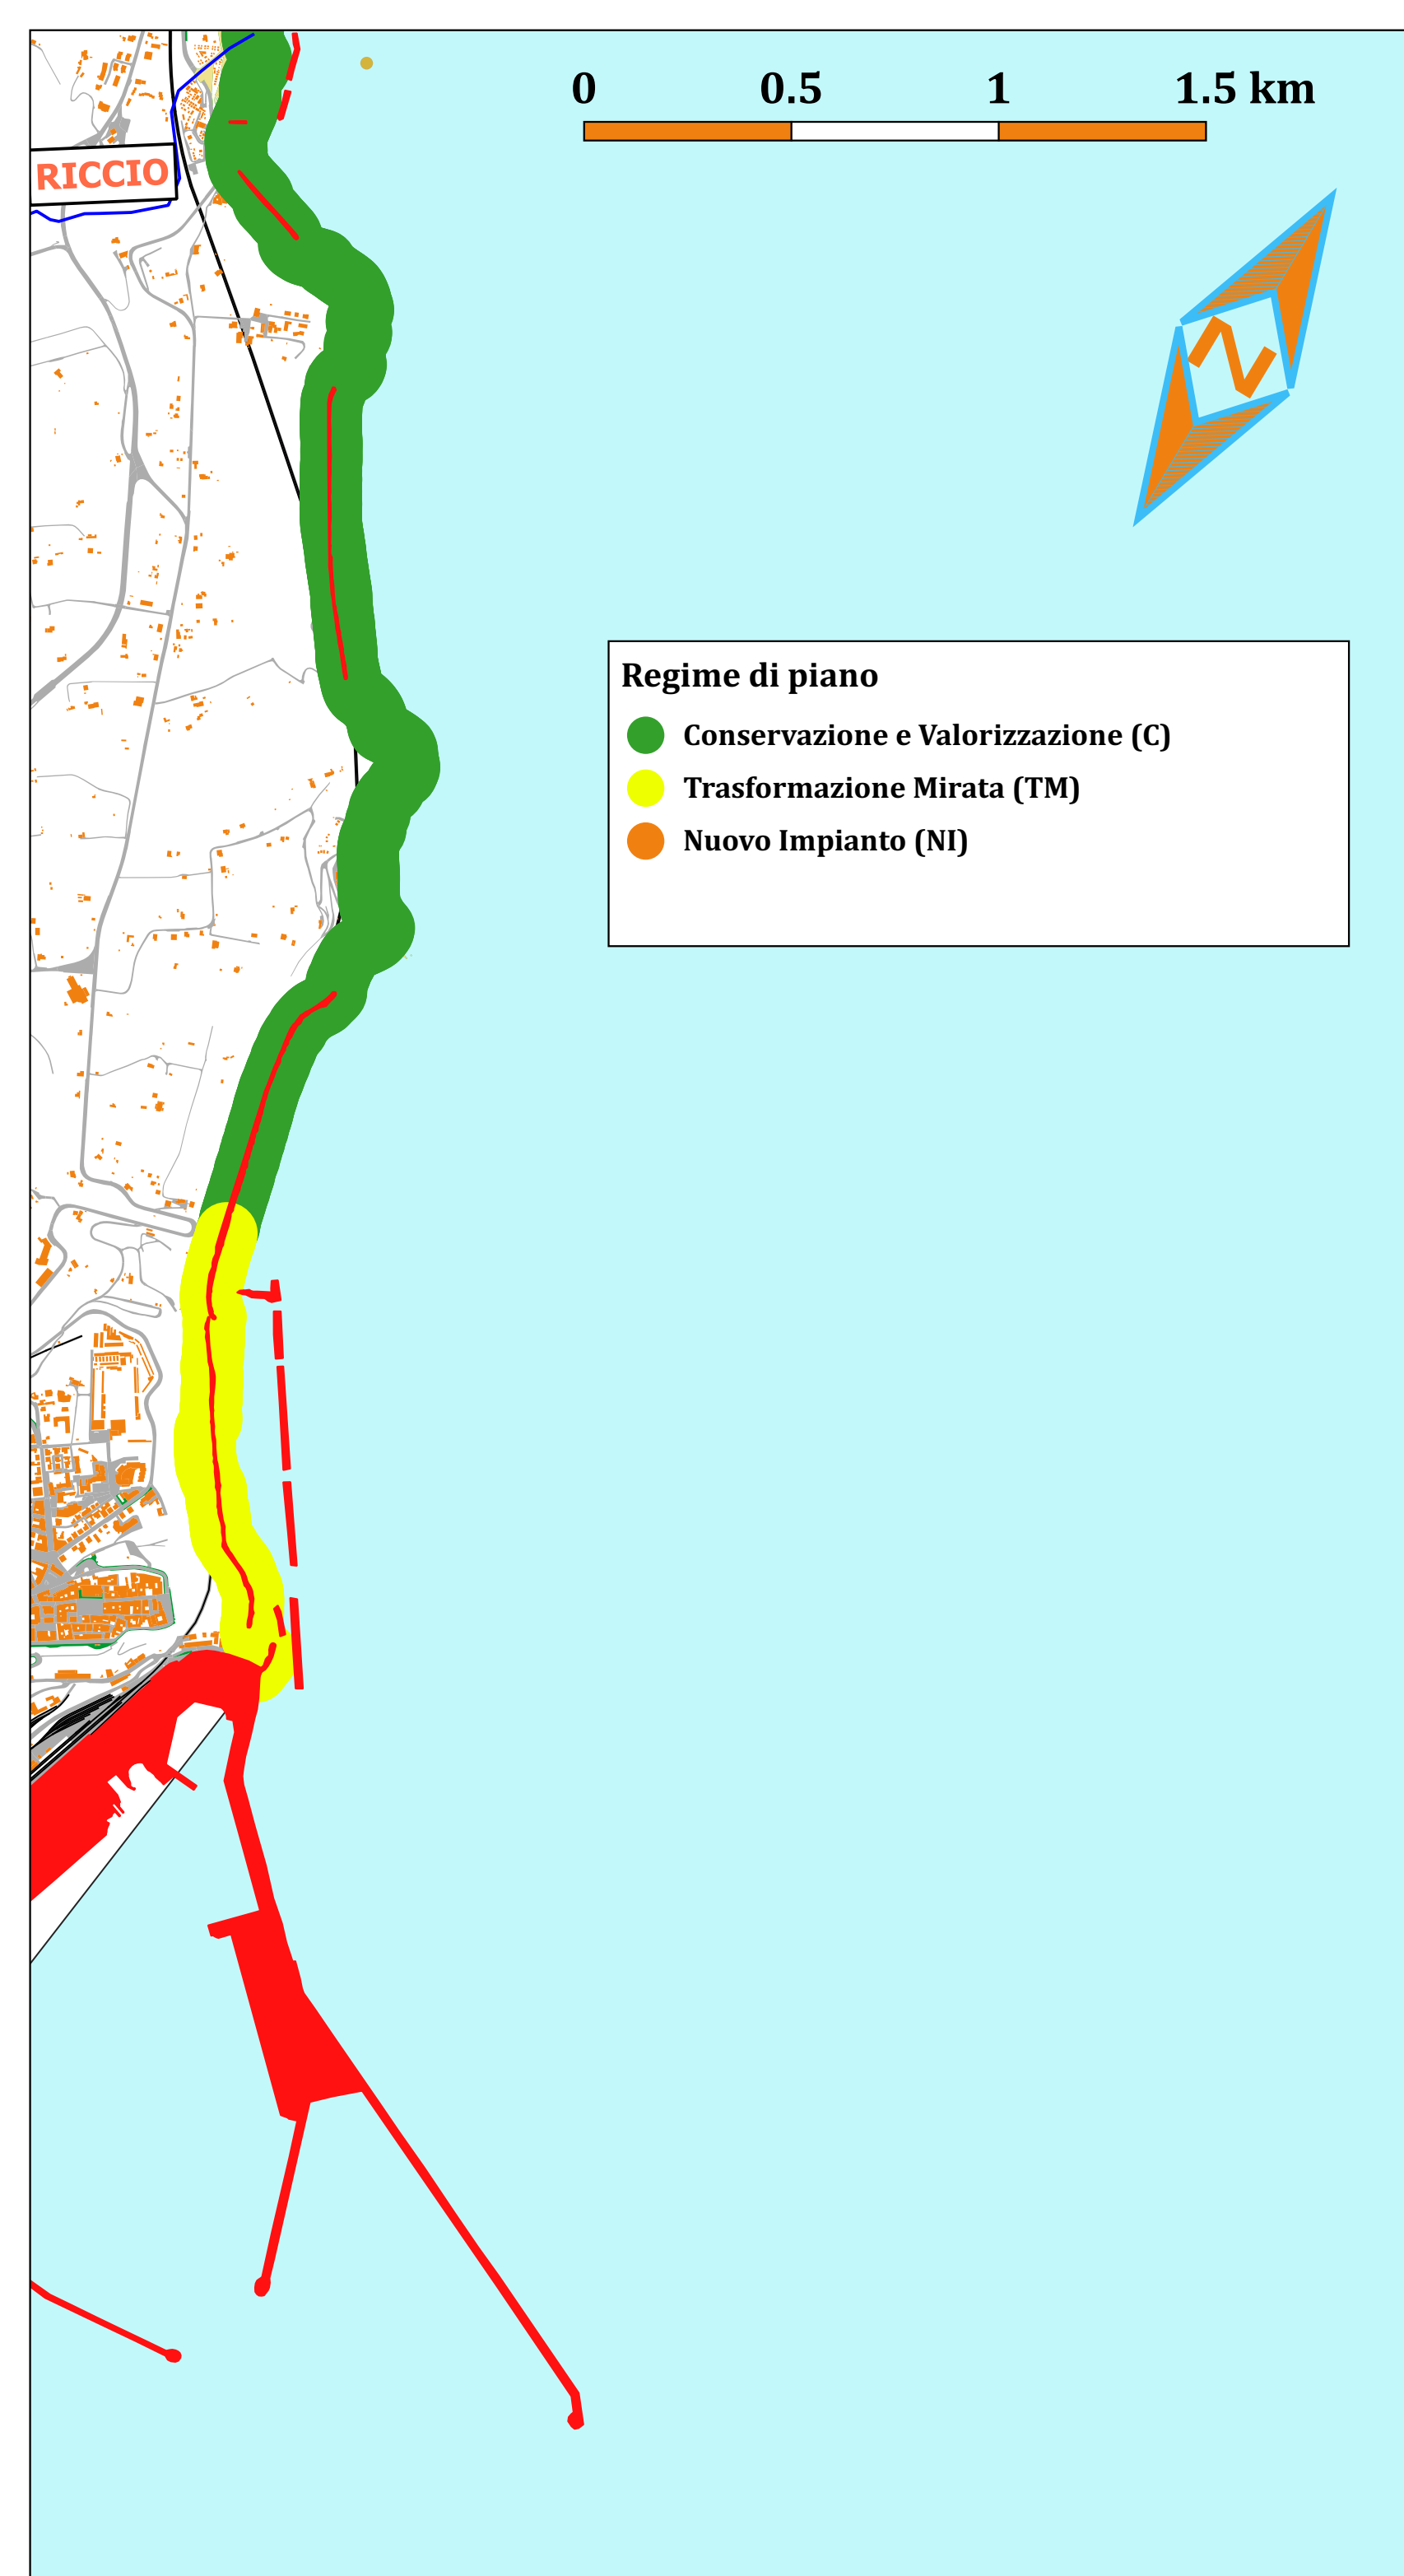 0 0.5 1 1.5 km
RICCIO
N
Regime di piano
Conservazione e Valorizzazione (C)
Trasformazione Mirata (TM)
Nuovo Impianto (NI)